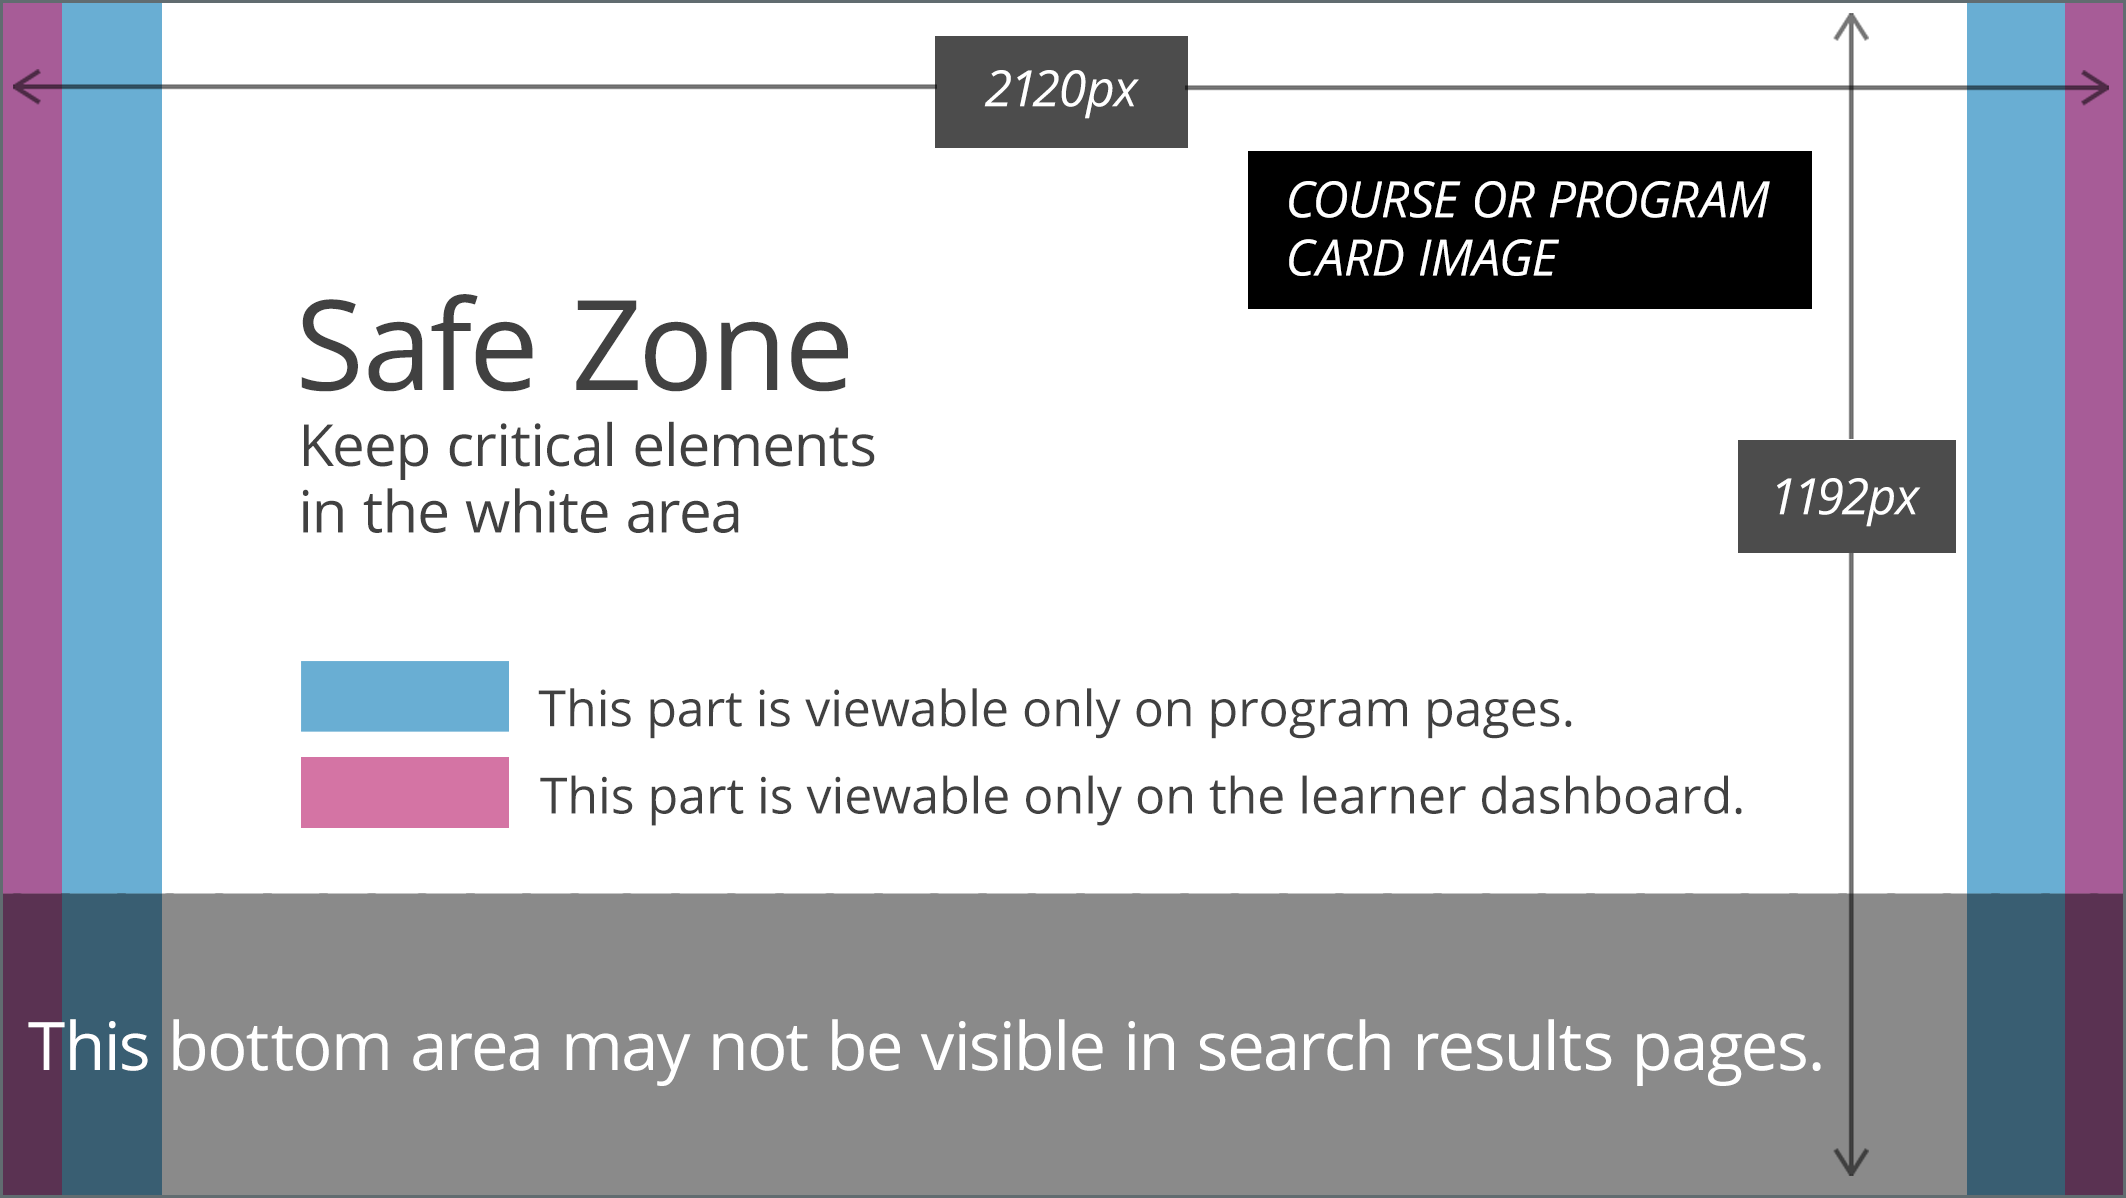 2120px
COURSE OR PROGRAM
CARD IMAGE
Safe Zone
Keep critical elements
in the white area
1192px
This part is viewable only on program pages.
This part is viewable only on the learner dashboard.
This bottom area may not be visible in search results pages.